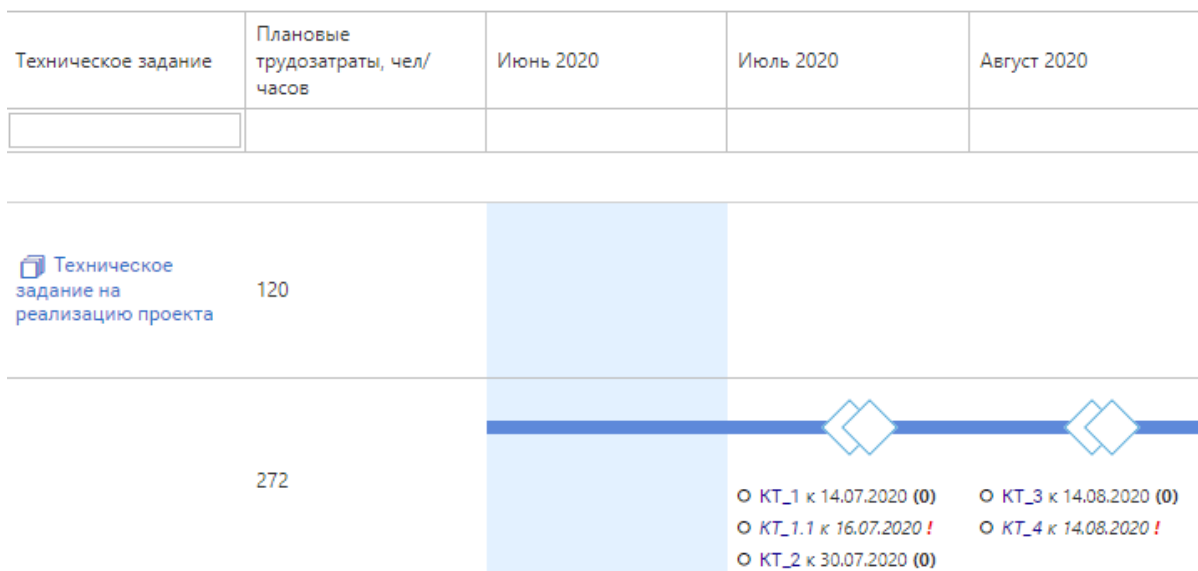 Техническое задание
Плановые
трудозатраты, чел/
часов
Июнь 2020
Июль 2020
Август 2020
Техническое
задание на
реализацию проекта
120
272
КТ_1 к 14.07.2020 (0)
КТ_1.1 к 16.07.2020 !
КТ_2 к 30.07.2020 (0)
КТ_3 к 14.08.2020 (0)
КТ_4 к 14.08.2020 !